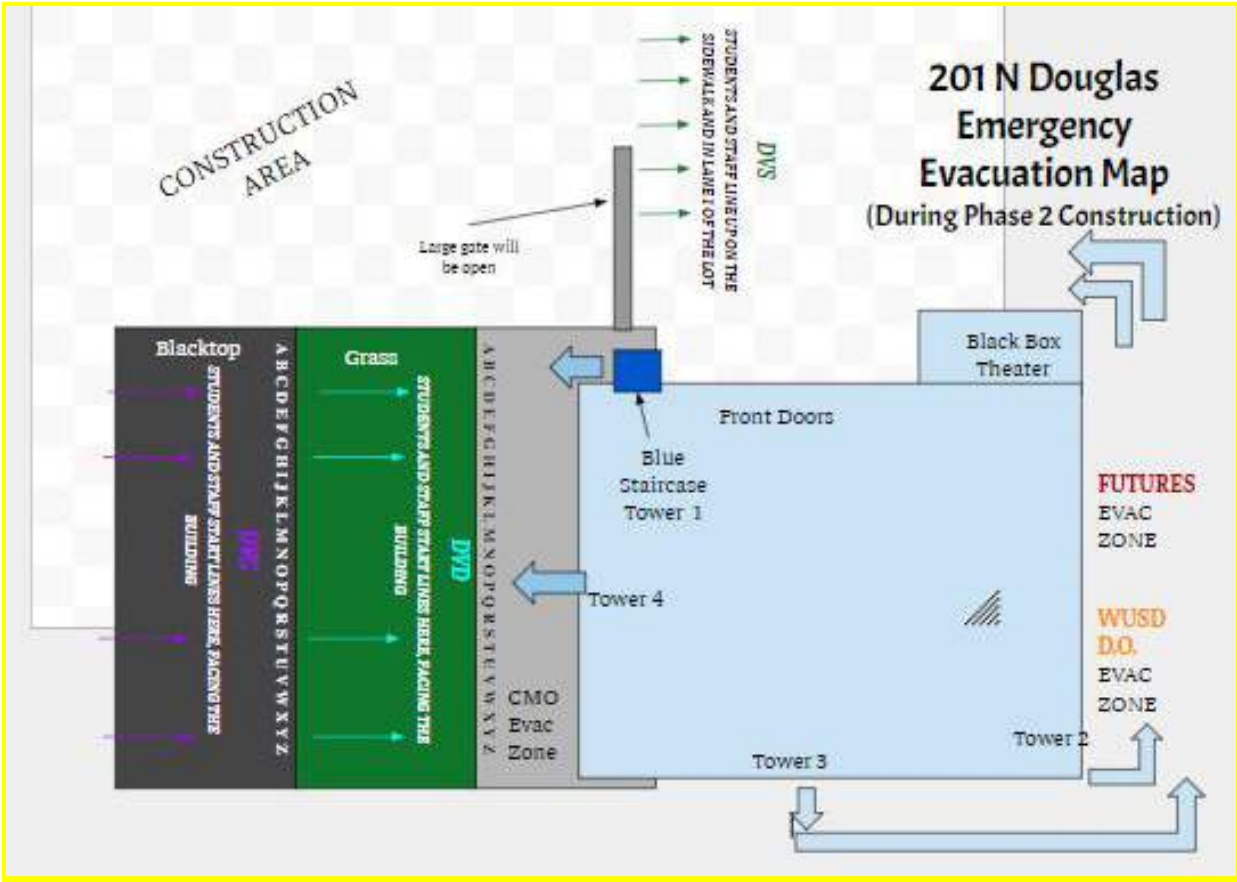 201 N Douglas
Emergency
Evacuation Map
(During Phase 2 Construction)
CONSTRUCTION
AREA
Large gate will
be open
STUDENTS AND STAFF LINE UP ON THE
SIDEWALK AND IN LANE 1 OF THE LOT
DVS
Blacktop
STUDENTS AND STAFF START LINES HERE, FACING THE
BUILDING
A B C D E F G H I J K L M N O P Q R S T U V W X Y Z
Grass
STUDENTS AND STAFF START LINES HERE, FACING THE
BUILDING
DVD
A B C D E F G H I J K L M N O P Q R S T U V W X Y Z
CMO
Evac
Zone
Blue
Staircase
Tower 1
Front Doors
Black Box
Theater
Tower 4
Tower 3
Tower 2
FUTURES
EVAC
ZONE
WUSD
D.O.
EVAC
ZONE